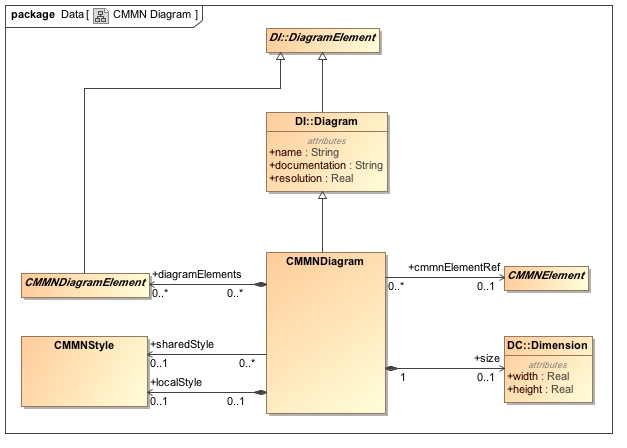 package Data [ CMMN Diagram ]
DI::DiagramElement
DI::Diagram
attributes
+name : String
+documentation : String
+resolution : Real
CMMNDiagram
CMMNDiagramElement
+diagramElements
0..* 0..*
+cmmnElementRef
0..* 0..1
CMMNElement
CMMNStyle
+sharedStyle
0..1 0..*
+localStyle
0..1 0..1
+size
1 0..1
DC::Dimension
attributes
+width : Real
+height : Real